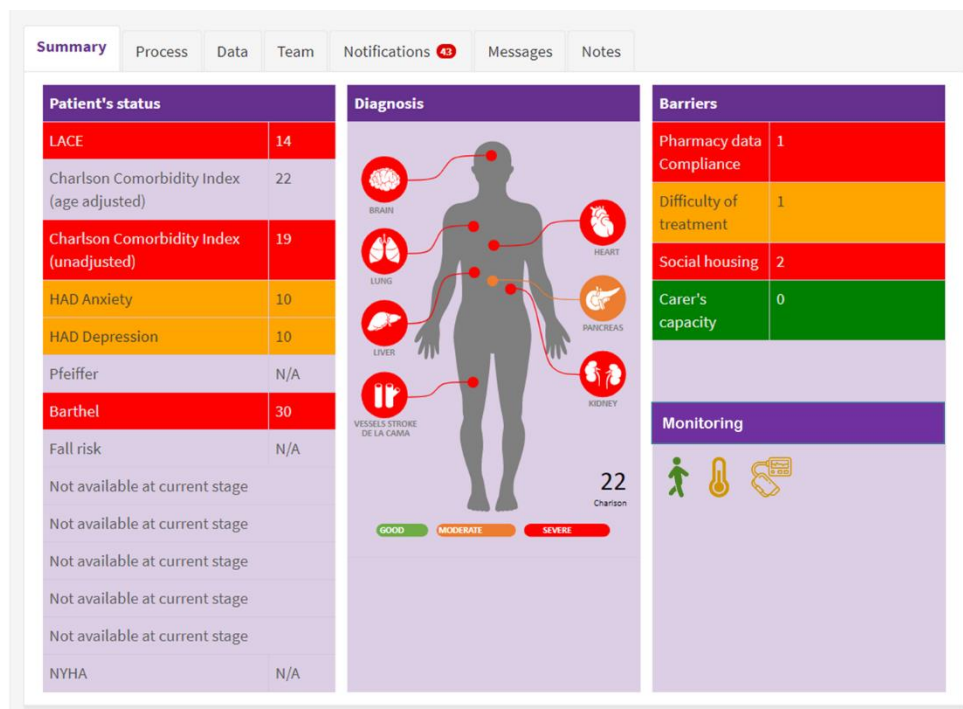 Summary
Process
Data
Team
Notifications 43
Messages
Notes
Patient's status
LACE 14
Charlson Comorbidity Index 22
(age adjusted)
Charlson Comorbidity Index 19
(unadjusted)
HAD Anxiety 10
HAD Depression 10
Pfeiffer N/A
Barthel 30
Fall risk N/A
Not available at current stage
Not available at current stage
Not available at current stage
Not available at current stage
Not available at current stage
NYHA N/A
Diagnosis
BRAIN
LUNG
LIVER
VESSELS STROKE
DE LA CAMA
HEART
PANCREAS
KIDNEY
22
Charlson
GOOD
MODERATE
SEVERE
Barriers
Pharmacy data 1
Compliance
Difficulty of 1
treatment
Social housing 2
Carer's 0
capacity
Monitoring